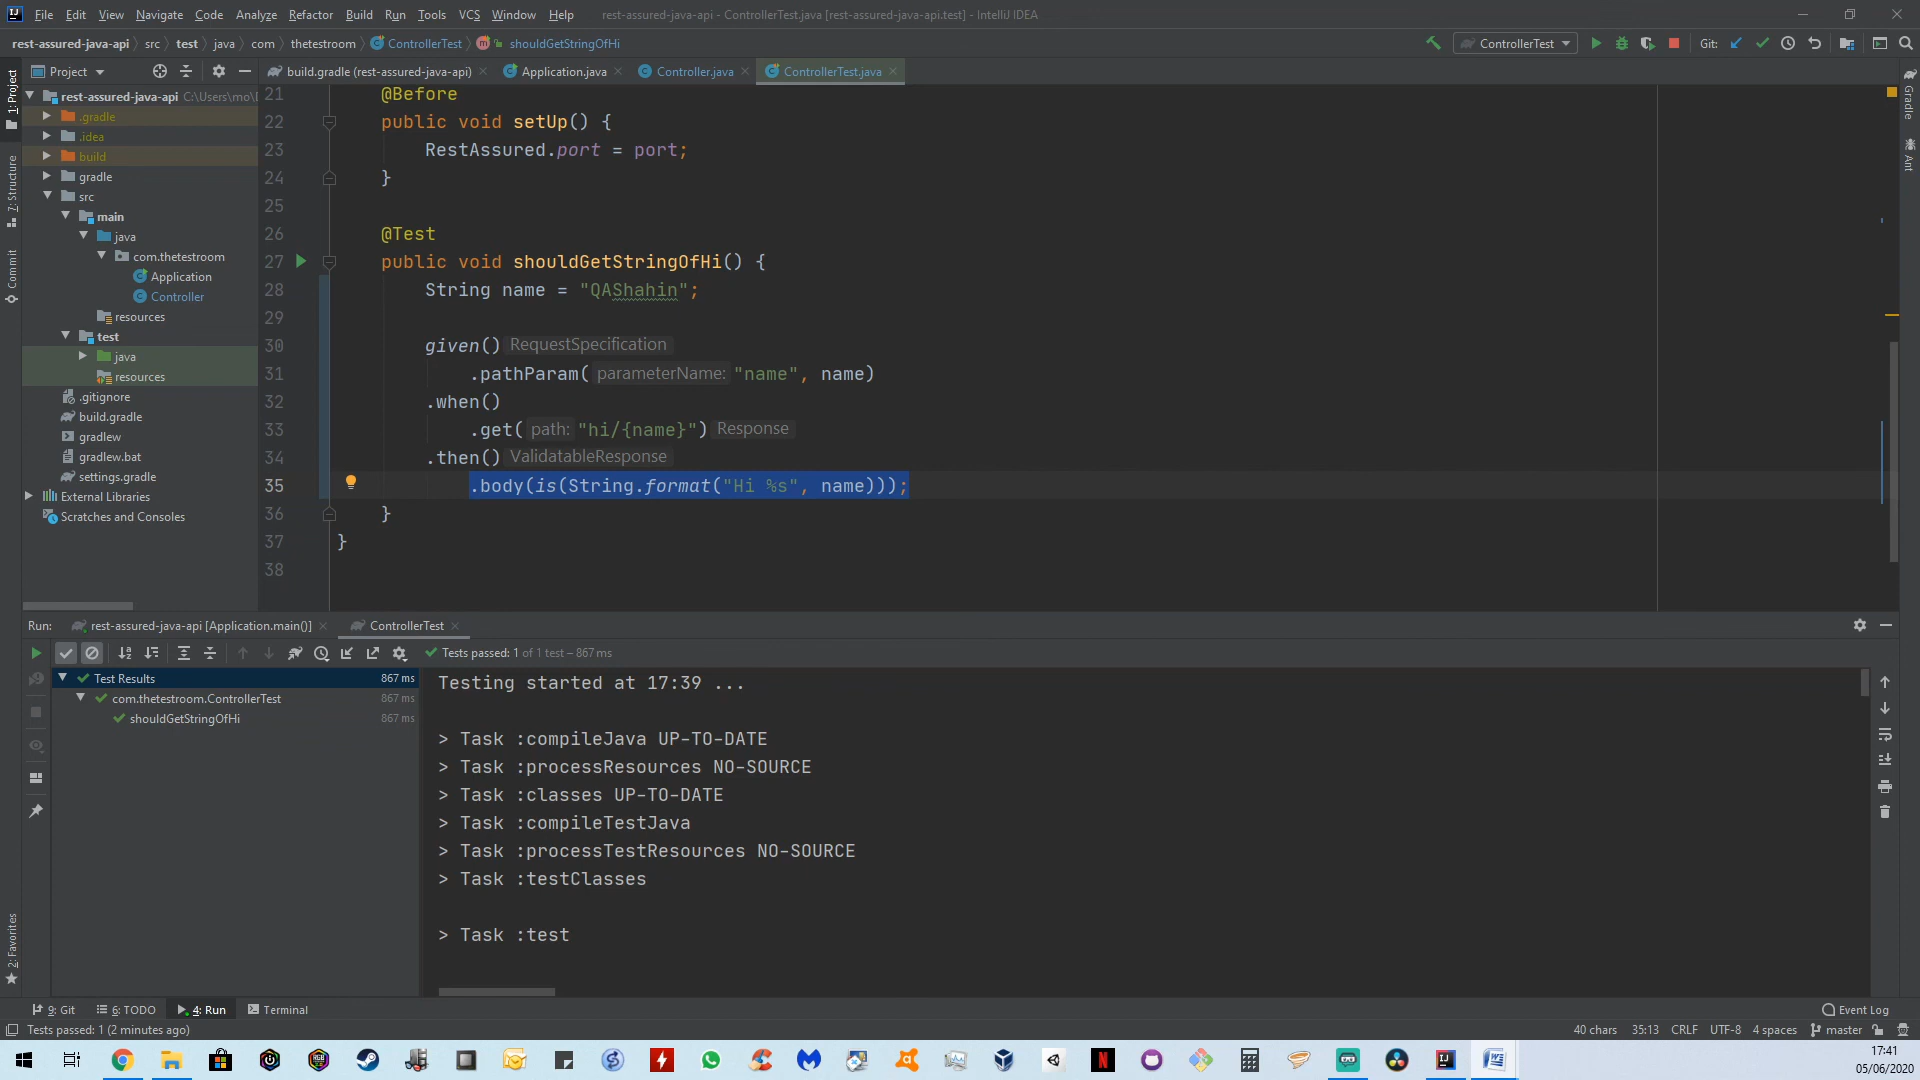 File Edit View Navigate Code Analyze Refactor Build Run Tools VCS Window Help rest-assured-java-api - ControllerTest.java [rest-assured-java-api.test] - IntelliJ IDEA
rest-assured-java-api src test java com thetestroom ControllerTest shouldGetStringOfHi ControllerTest Git:
Project build.gradle (rest-assured-java-api) Application.java Controller.java ControllerTest.java
1: Project
7: Structure
Commit
2: Favorites
Gradle
Ant
rest-assured-java-api C:\Users\mo\
.gradle
.idea
build
gradle
src
main
java
com.thetestroom
Application
Controller
resources
test
java
resources
.gitignore
build.gradle
gradlew
gradlew.bat
settings.gradle
External Libraries
Scratches and Consoles
21 @Before
22 public void setUp() {
23 RestAssured.port = port;
24 }
25
26 @Test
27 public void shouldGetStringOfHi() {
28 String name = "QAShahin";
29
30 given() RequestSpecification
31 .pathParam( parameterName: "name", name)
32 .when()
33 .get( path: "hi/{name}") Response
34 .then() ValidatableResponse
35 .body(is(String.format("Hi %s", name)));
36 }
37 }
38
Run: rest-assured-java-api [Application.main()] ControllerTest
Tests passed: 1 of 1 test – 867 ms
Test Results 867 ms
com.thetestroom.ControllerTest 867 ms
shouldGetStringOfHi 867 ms
Testing started at 17:39 ...
> Task :compileJava UP-TO-DATE
> Task :processResources NO-SOURCE
> Task :classes UP-TO-DATE
> Task :compileTestJava
> Task :processTestResources NO-SOURCE
> Task :testClasses
> Task :test
9: Git 6: TODO 4: Run Terminal Event Log
Tests passed: 1 (2 minutes ago) 40 chars 35:13 CRLF UTF-8 4 spaces master
17:41
05/06/2020